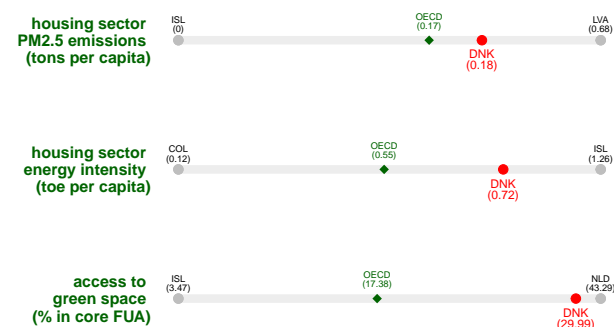 housing sector
PM2.5 emissions
(tons per capita)
ISL
(0)
OECD
(0.17)
DNK
(0.18)
LVA
(0.68)
housing sector
energy intensity
(toe per capita)
COL
(0.12)
OECD
(0.55)
DNK
(0.72)
ISL
(1.26)
access to
green space
(% in core FUA)
ISL
(3.47)
OECD
(17.38)
DNK
(29.99)
NLD
(43.29)